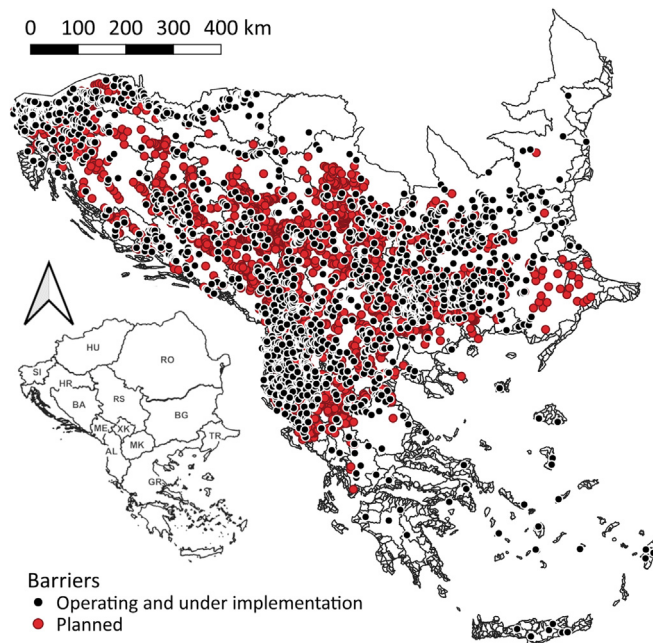 0 100 200 300 400 km
HU
RO
SI
HR
BA
RS
BG
ME
XK
MK
TR
AL
GR
Barriers
Operating and under implementation
Planned